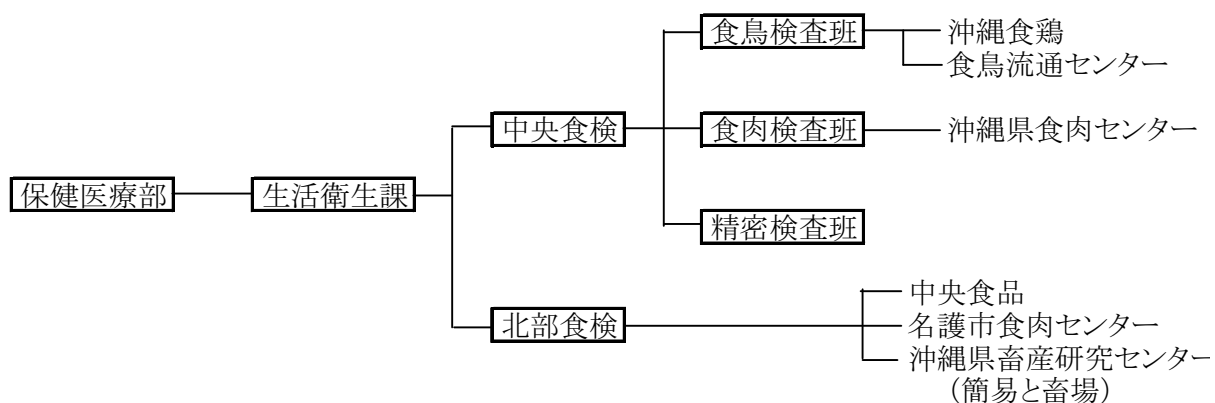 食鳥検査班
沖縄食鶏
食鳥流通センター
中央食検
食肉検査班
沖縄県食肉センター
保健医療部
生活衛生課
精密検査班
中央食品
北部食検
名護市食肉センター
沖縄県畜産研究センター
(簡易と畜場)